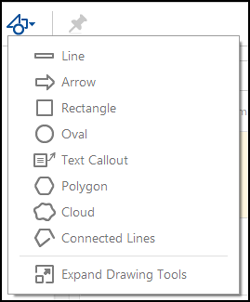 Line
Arrow
Rectangle
Oval
Text Callout
Polygon
Cloud
Connected Lines
Expand Drawing Tools